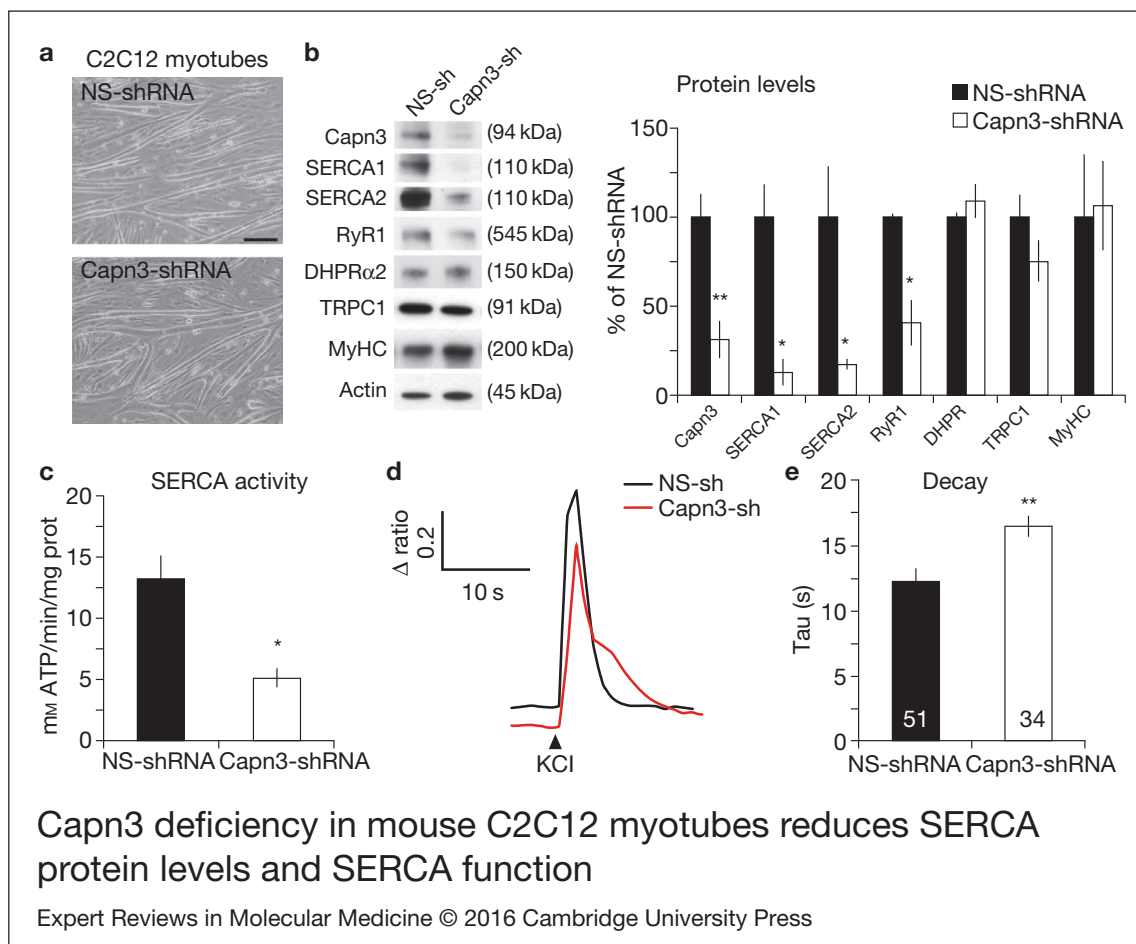 a
C2C12 myotubes
NS-shRNA
Capn3-shRNA
b
NS-sh
Capn3-sh
Capn3 (94 kDa)
SERCA1 (110 kDa)
SERCA2 (110 kDa)
RyR1 (545 kDa)
DHPRα2 (150 kDa)
TRPC1 (91 kDa)
MyHC (200 kDa)
Actin (45 kDa)
Protein levels
NS-shRNA
Capn3-shRNA
% of NS-shRNA
150
100
50
0
** * * *
Capn3
SERCA1
SERCA2
RyR1
DHPR
TRPC1
MyHC
c
SERCA activity
mM ATP/min/mg prot
20
15
10
5
0
*
NS-shRNA Capn3-shRNA
d
NS-sh
Capn3-sh
Δ ratio
0.2
10 s
KCl
e
Decay
Tau (s)
20
15
10
5
0
**
51 34
NS-shRNA Capn3-shRNA
Capn3 deficiency in mouse C2C12 myotubes reduces SERCA
protein levels and SERCA function
Expert Reviews in Molecular Medicine © 2016 Cambridge University Press